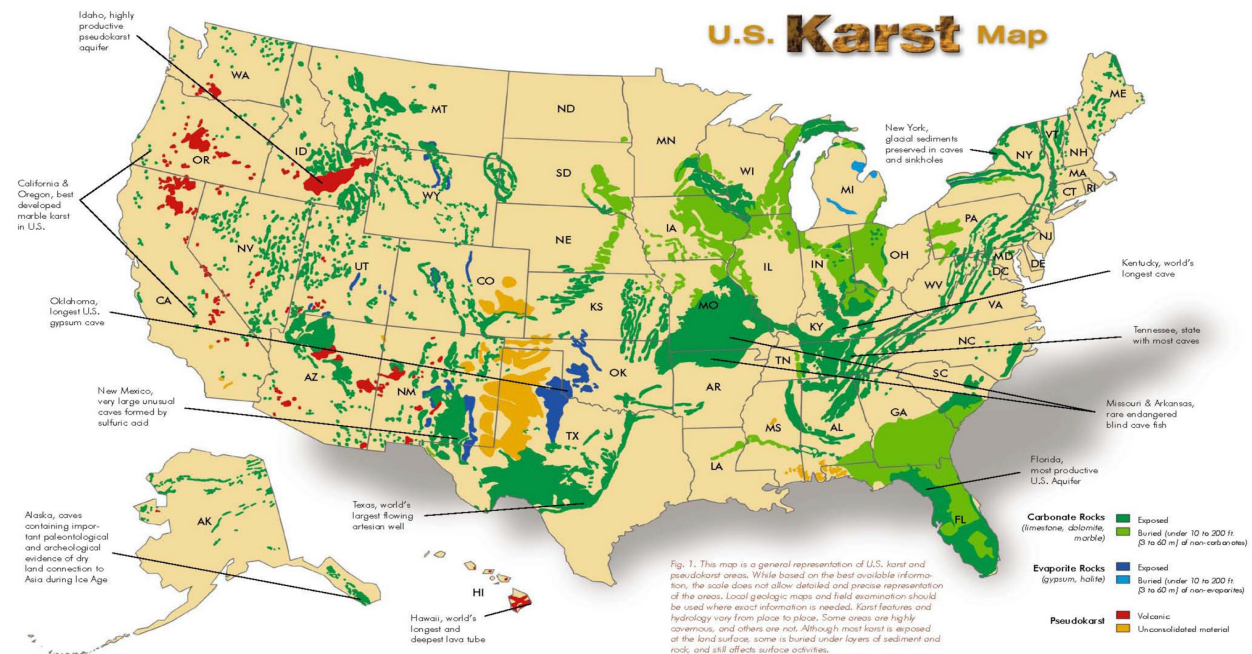 U.S. Karst Map
Idaho, highly
productive
pseudokarst
aquifer
California &
Oregon, best
developed
marble karst
in U.S.
Oklahoma,
longest U.S.
gypsum cave
New Mexico,
very large unusual
caves formed by
sulfuric acid
Alaska, caves
containing impor-
tant paleontological
and archeological
evidence of dry
land connection to
Asia during Ice Age
Texas, world's
largest flowing
artesian well
Hawaii, world's
longest and
deepest lava tube
New York,
glacial sediments
preserved in caves
and sinkholes
Kentucky, world's
longest cave
Tennessee, state
with most caves
Missouri & Arkansas,
rare endangered
blind cave fish
Florida,
most productive
U.S. Aquifer
WA
OR
ID
MT
ND
MN
WI
MI
ME
VT
NH
NY
MA
CT
RI
SD
WY
NE
IA
IL
IN
OH
PA
NJ
MD
DE
DC
WV
VA
NV
UT
CO
KS
MO
KY
CA
AZ
NM
OK
AR
TN
NC
SC
TX
LA
MS
AL
GA
FL
AK
HI
Fig. 1. This map is a general representation of U.S. karst and
pseudokarst areas. While based on the best available informa-
tion, the scale does not allow detailed and precise representation
of the areas. Local geologic maps and field examination should
be used where exact information is needed. Karst features and
hydrology vary from place to place. Some areas are highly
cavernous, and others are not. Although most karst is exposed
at the land surface, some is buried under layers of sediment and
rock, and still affects surface activities.
Carbonate Rocks
(limestone, dolomite,
marble)
Exposed
Buried (under 10 to 200 ft.
[3 to 60 m] of non-carbonates)
Evaporite Rocks
(gypsum, halite)
Exposed
Buried (under 10 to 200 ft.
[3 to 60 m] of non-evaporites)
Pseudokarst
Volcanic
Unconsolidated material